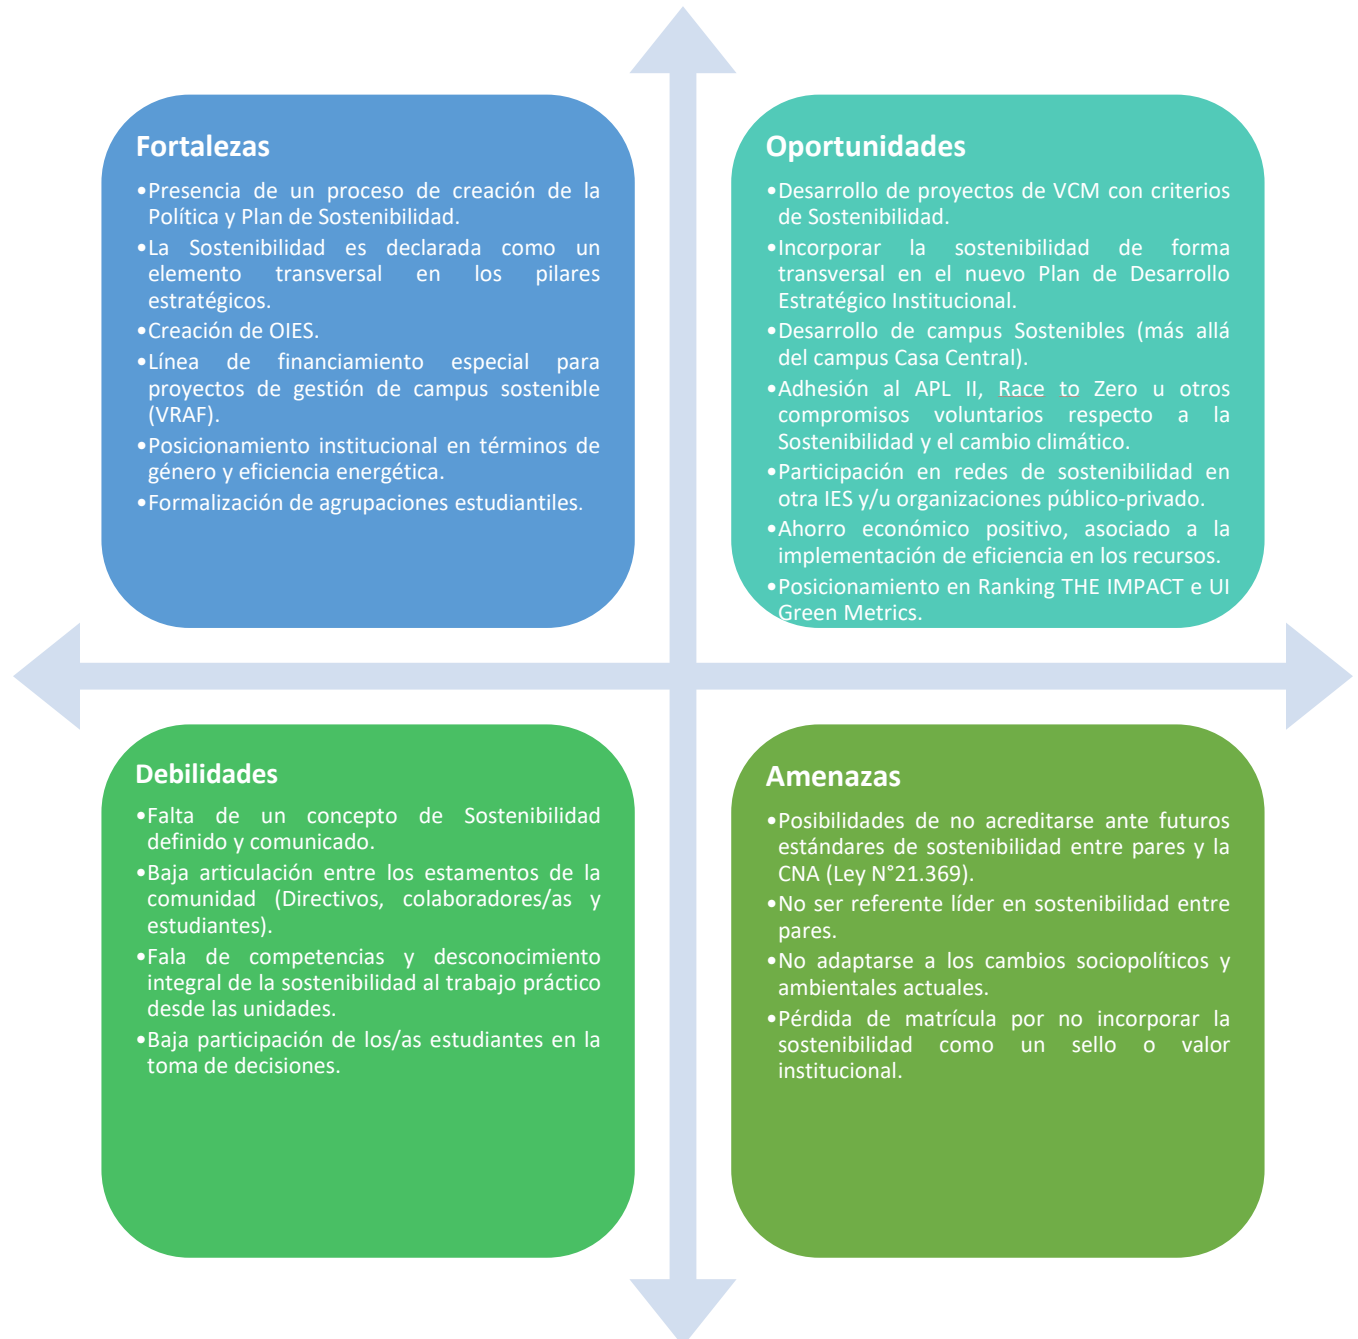 Fortalezas
•Presencia de un proceso de creación de la
Política y Plan de Sostenibilidad.
•La Sostenibilidad es declarada como un
elemento transversal en los pilares
estratégicos.
•Creación de OIES.
•Línea de financiamiento especial para
proyectos de gestión de campus sostenible
(VRAF).
•Posicionamiento institucional en términos de
género y eficiencia energética.
•Formalización de agrupaciones estudiantiles.
Oportunidades
•Desarrollo de proyectos de VCM con criterios
de Sostenibilidad.
•Incorporar la sostenibilidad de forma
transversal en el nuevo Plan de Desarrollo
Estratégico Institucional.
•Desarrollo de campus Sostenibles (más allá
del campus Casa Central).
•Adhesión al APL II, Race to Zero u otros
compromisos voluntarios respecto a la
Sostenibilidad y el cambio climático.
•Participación en redes de sostenibilidad en
otra IES y/u organizaciones público-privado.
•Ahorro económico positivo, asociado a la
implementación de eficiencia en los recursos.
•Posicionamiento en Ranking THE IMPACT e UI
Green Metrics.
Debilidades
•Falta de un concepto de Sostenibilidad
definido y comunicado.
•Baja articulación entre los estamentos de la
comunidad (Directivos, colaboradores/as y
estudiantes).
•Fala de competencias y desconocimiento
integral de la sostenibilidad al trabajo práctico
desde las unidades.
•Baja participación de los/as estudiantes en la
toma de decisiones.
Amenazas
•Posibilidades de no acreditarse ante futuros
estándares de sostenibilidad entre pares y la
CNA (Ley N°21.369).
•No ser referente líder en sostenibilidad entre
pares.
•No adaptarse a los cambios sociopolíticos y
ambientales actuales.
•Pérdida de matrícula por no incorporar la
sostenibilidad como un sello o valor
institucional.